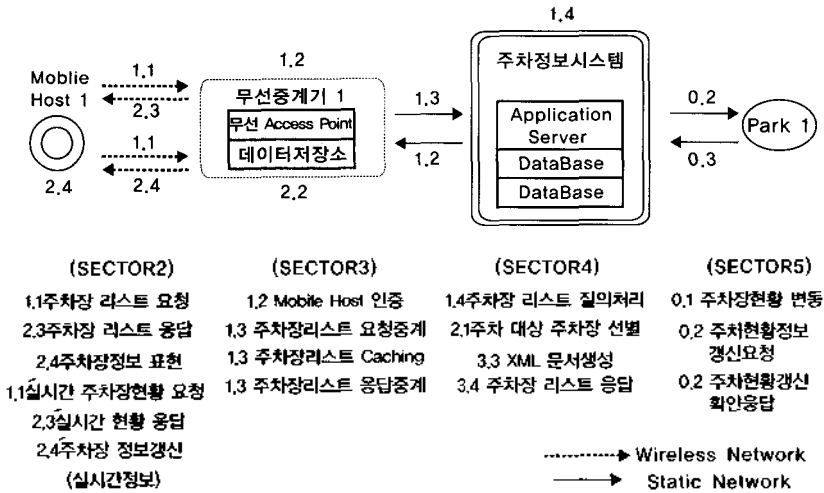 1.4
Moblie
Host 1
1.1
2.3
1.1
2.4
2.4
1.2
무선중계기 1
무선 Access Point
데이터저장소
2.2
1.3
1.2
주차정보시스템
Application
Server
DataBase
DataBase
0.2
0.3
Park 1
(SECTOR2)
1.1주차장 리스트 요청
2.3주차장 리스트 응답
2.4주차장정보 표현
1.1실시간 주차장현황 요청
2.3실시간 현황 응답
2.4주차장 정보갱신
(실시간정보)
(SECTOR3)
1.2 Mobile Host 인증
1.3 주차장리스트 요청중계
1.3 주차장리스트 Caching
1.3 주차장리스트 응답중계
(SECTOR4)
1.4주차장 리스트 질의처리
2.1주차 대상 주차장 선별
3.3 XML 문서생성
3.4 주차장 리스트 응답
(SECTOR5)
0.1 주차장현황 변동
0.2 주차현황정보
갱신요청
0.2 주차현황갱신
확인응답
Wireless Network
Static Network